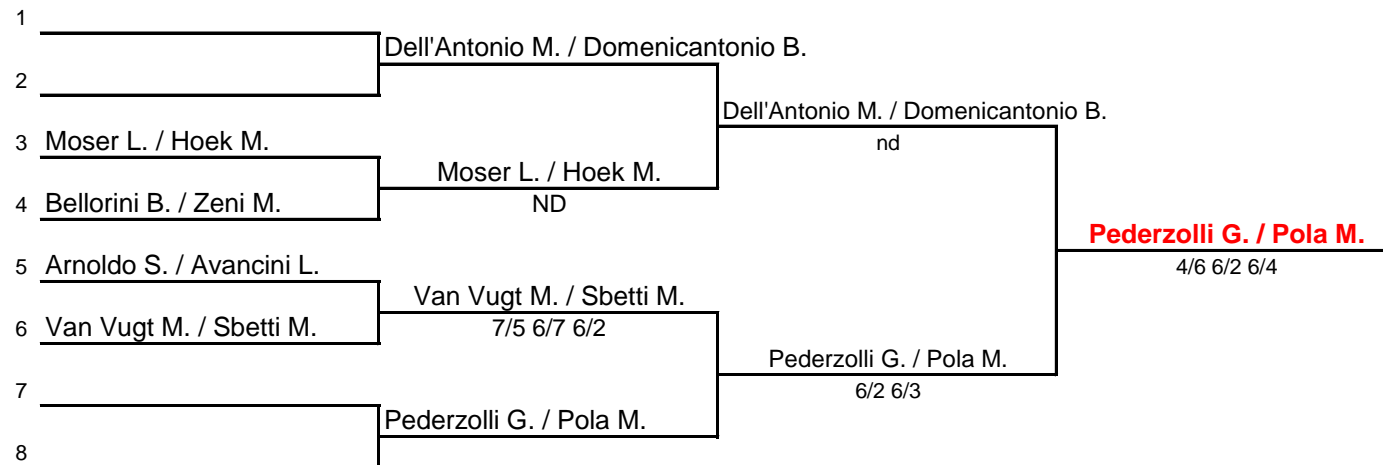 1
Dell'Antonio M. / Domenicantonio B.
2
Dell'Antonio M. / Domenicantonio B.
3 Moser L. / Hoek M.
nd
Moser L. / Hoek M.
4 Bellorini B. / Zeni M.
ND
Pederzolli G. / Pola M.
5 Arnoldo S. / Avancini L.
4/6 6/2 6/4
Van Vugt M. / Sbetti M.
6 Van Vugt M. / Sbetti M.
7/5 6/7 6/2
Pederzolli G. / Pola M.
7
6/2 6/3
Pederzolli G. / Pola M.
8